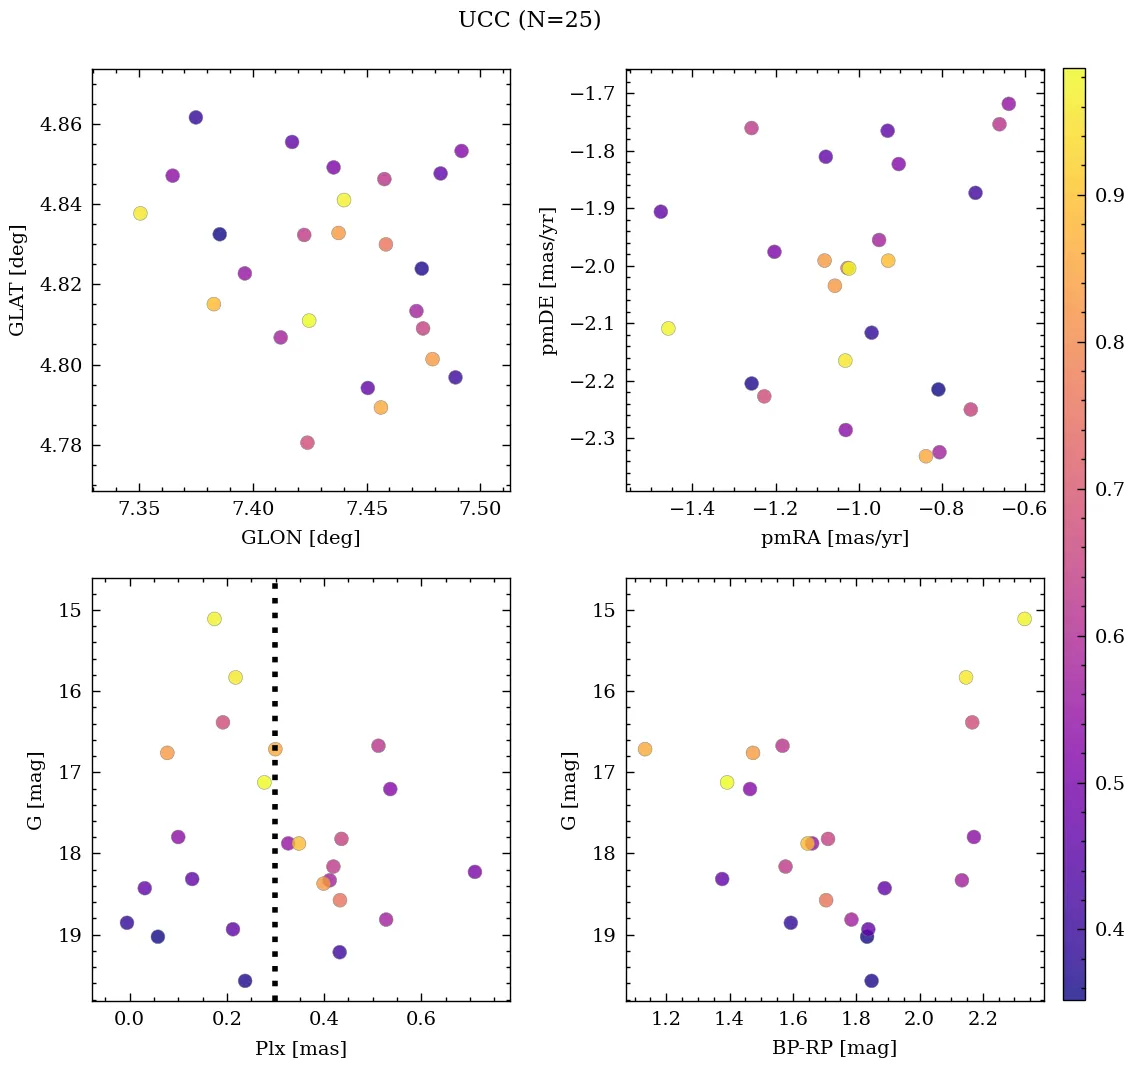 UCC (N=25)
4.86
4.84
4.82
4.80
4.78
GLAT [deg]
7.35 7.40 7.45 7.50
GLON [deg]
−1.7
−1.8
−1.9
−2.0
−2.1
−2.2
−2.3
pmDE [mas/yr]
−1.4 −1.2 −1.0 −0.8 −0.6
pmRA [mas/yr]
0.9
0.8
0.7
0.6
0.5
0.4
15
16
17
18
19
G [mag]
0.0 0.2 0.4 0.6
Plx [mas]
15
16
17
18
19
G [mag]
1.2 1.4 1.6 1.8 2.0 2.2
BP-RP [mag]